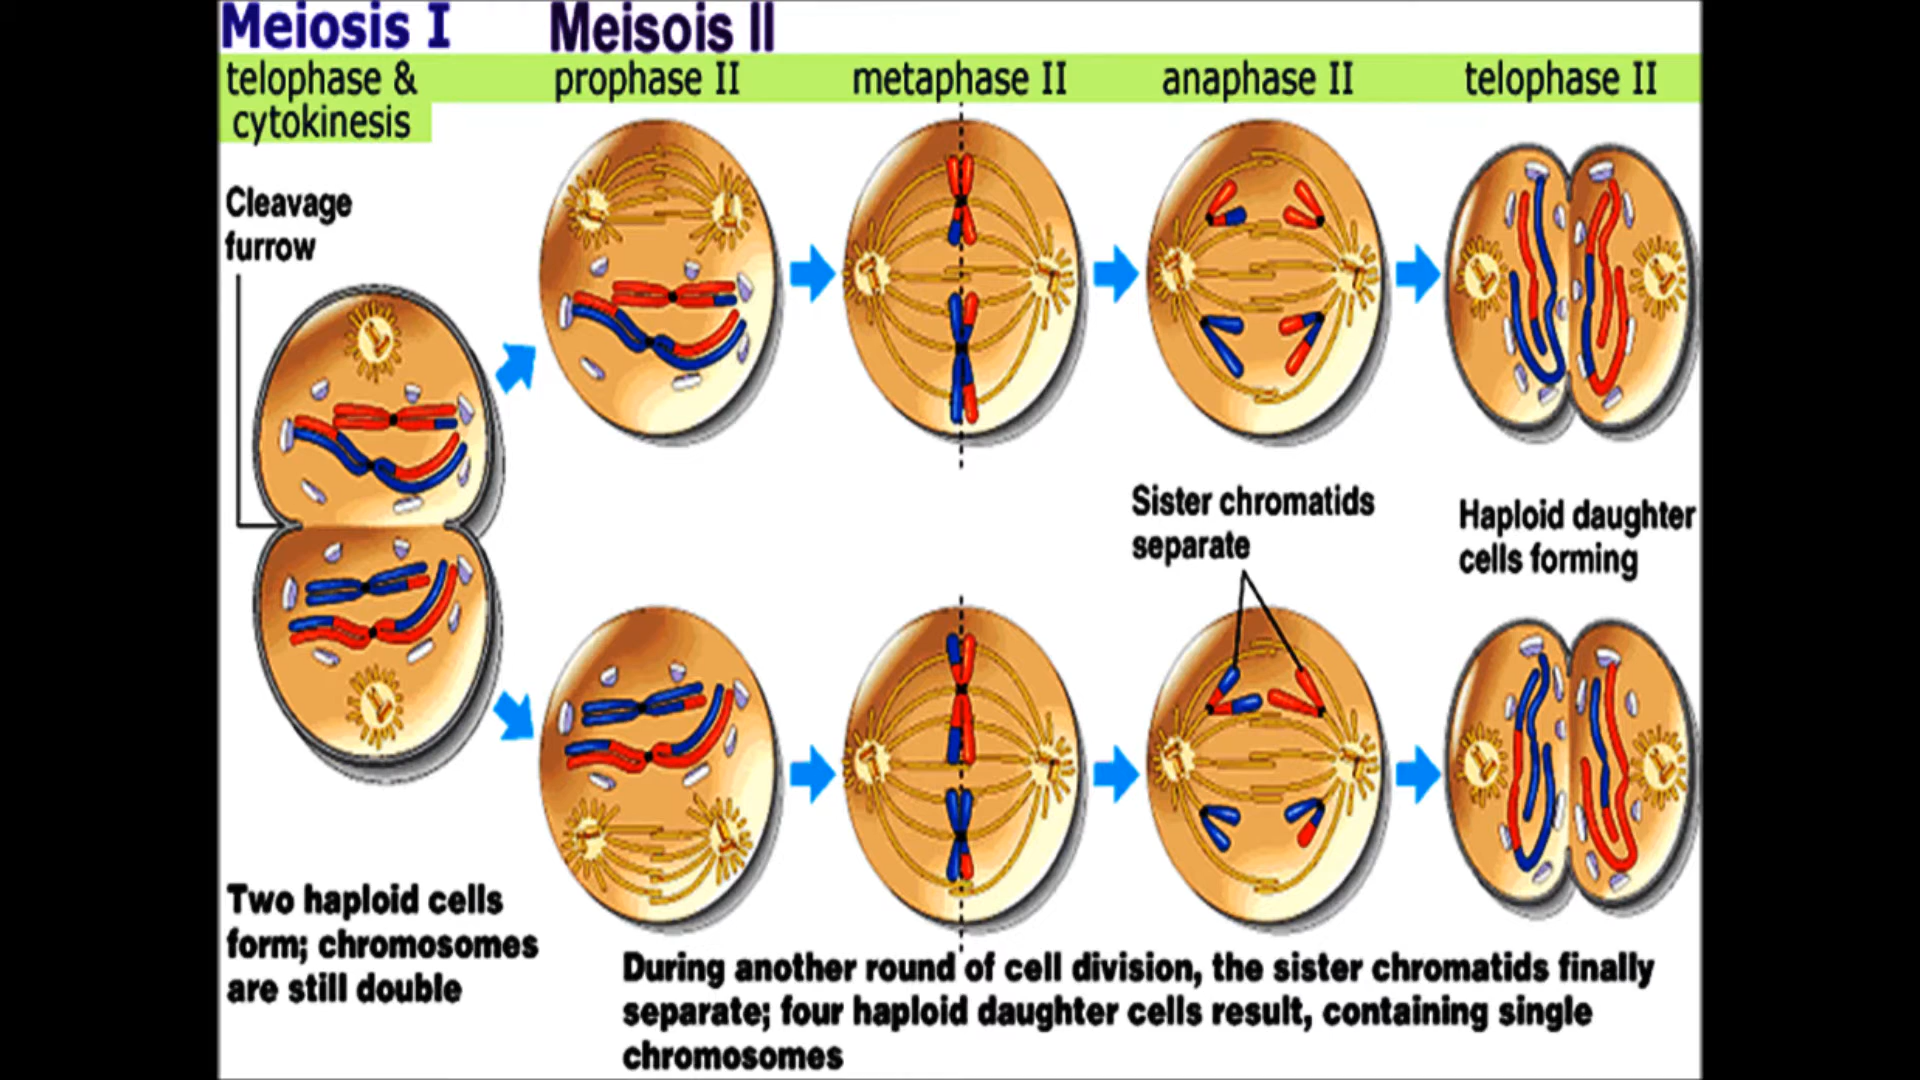 Meiosis I
Meisois II
telophase &
cytokinesis
prophase II
metaphase II
anaphase II
telophase II
Cleavage
furrow
Sister chromatids
separate
Haploid daughter
cells forming
Two haploid cells
form; chromosomes
are still double
During another round of cell division, the sister chromatids finally
separate; four haploid daughter cells result, containing single
chromosomes